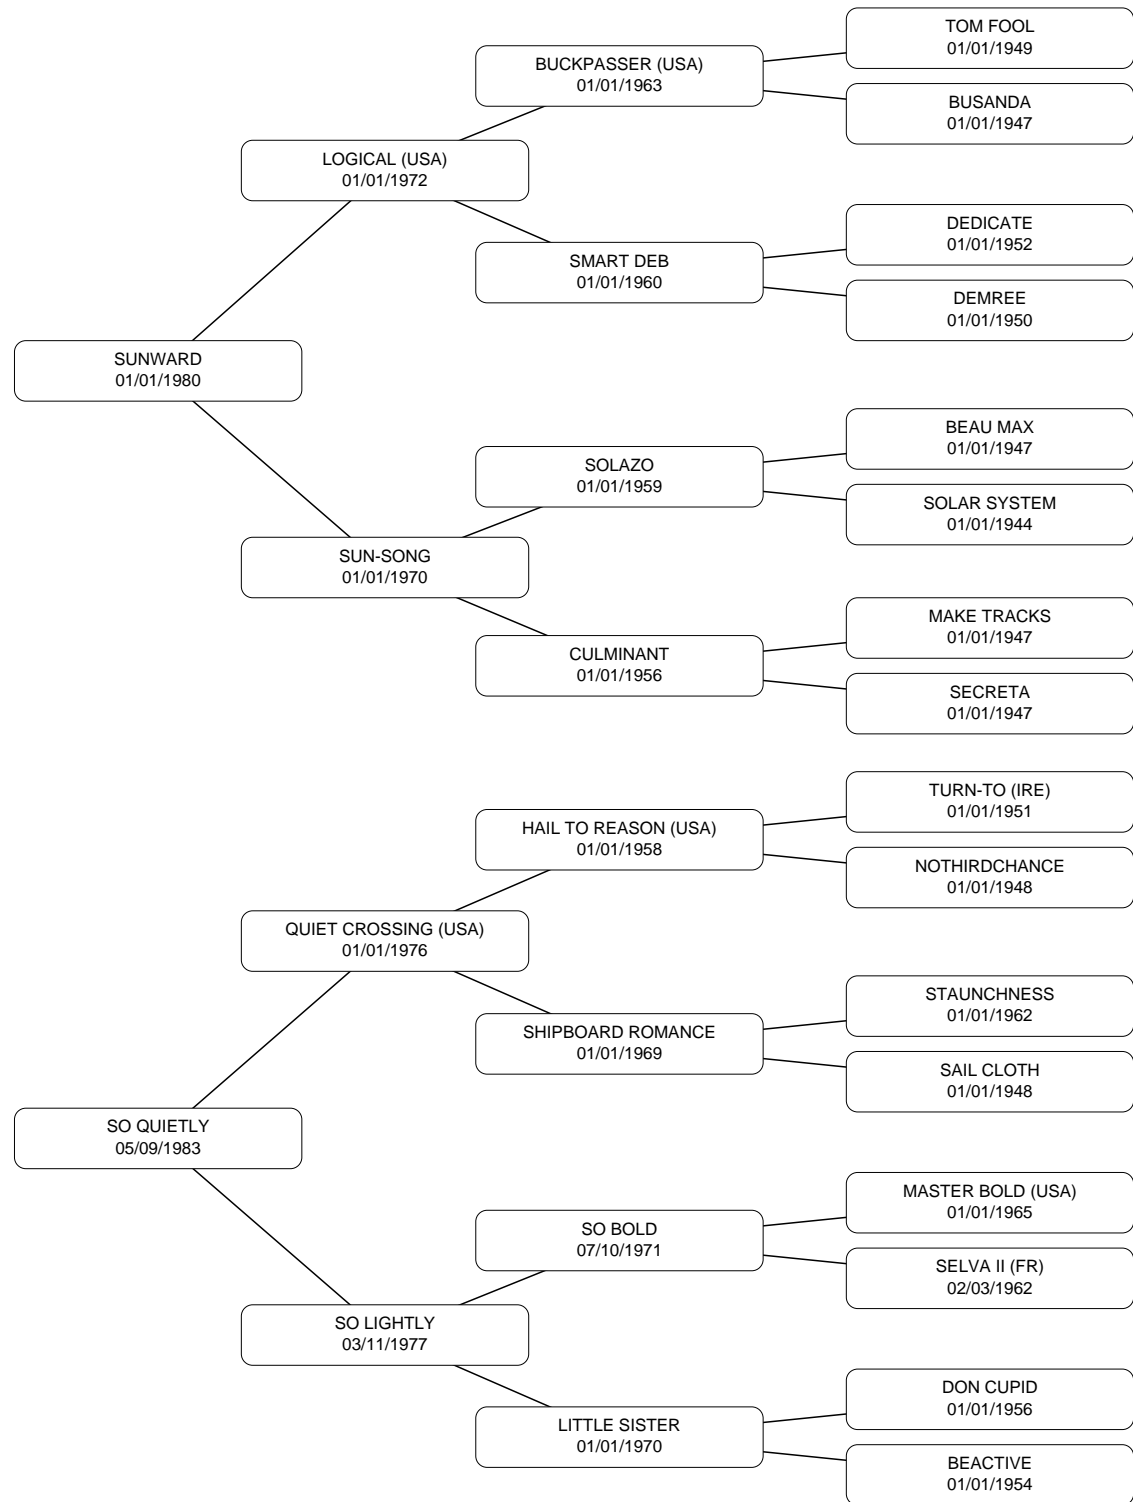 TOM FOOL
01/01/1949
BUCKPASSER (USA)
01/01/1963
BUSANDA
01/01/1947
LOGICAL (USA)
01/01/1972
DEDICATE
01/01/1952
SMART DEB
01/01/1960
DEMREE
01/01/1950
SUNWARD
01/01/1980
BEAU MAX
01/01/1947
SOLAZO
01/01/1959
SOLAR SYSTEM
01/01/1944
SUN-SONG
01/01/1970
MAKE TRACKS
01/01/1947
CULMINANT
01/01/1956
SECRETA
01/01/1947
TURN-TO (IRE)
01/01/1951
HAIL TO REASON (USA)
01/01/1958
NOTHIRDCHANCE
01/01/1948
QUIET CROSSING (USA)
01/01/1976
STAUNCHNESS
01/01/1962
SHIPBOARD ROMANCE
01/01/1969
SAIL CLOTH
01/01/1948
SO QUIETLY
05/09/1983
MASTER BOLD (USA)
01/01/1965
SO BOLD
07/10/1971
SELVA II (FR)
02/03/1962
SO LIGHTLY
03/11/1977
DON CUPID
01/01/1956
LITTLE SISTER
01/01/1970
BEACTIVE
01/01/1954